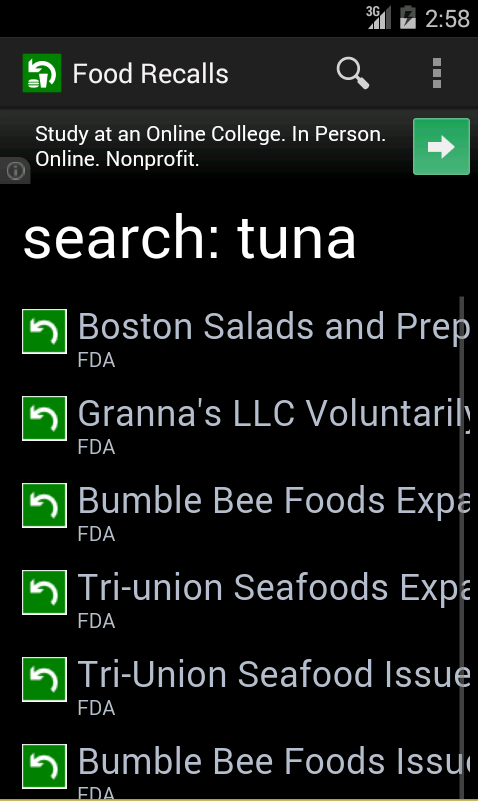 3G 2:58
Food Recalls
Study at an Online College. In Person.
Online. Nonprofit.
search: tuna
Boston Salads and Prep
FDA
Granna's LLC Voluntarily
FDA
Bumble Bee Foods Expa
FDA
Tri-union Seafoods Expa
FDA
Tri-Union Seafood Issue
FDA
Bumble Bee Foods Issue
FDA